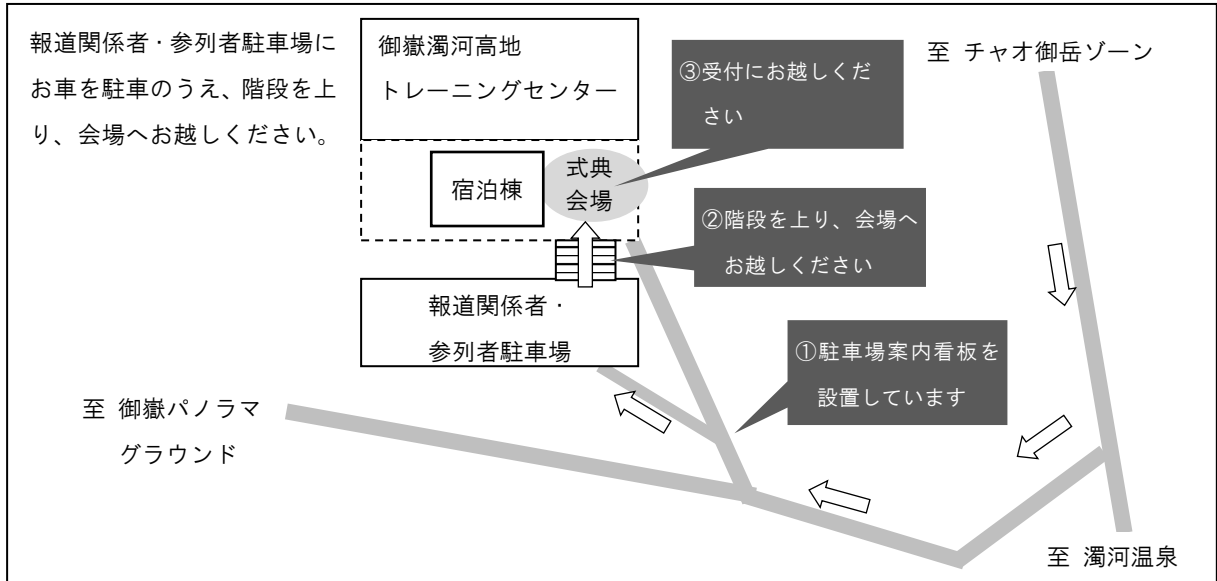 報道関係者・参列者駐車場に
お車を駐車のうえ、階段を上
り、会場へお越しください。
御嶽濁河高地
トレーニングセンター
③受付にお越しくだ
さい
至 チャオ御岳ゾーン
宿泊棟
式典
会場
②階段を上り、会場へ
お越しください
報道関係者・
参列者駐車場
①駐車場案内看板を
設置しています
至 御嶽パノラマ
グラウンド
至 濁河温泉